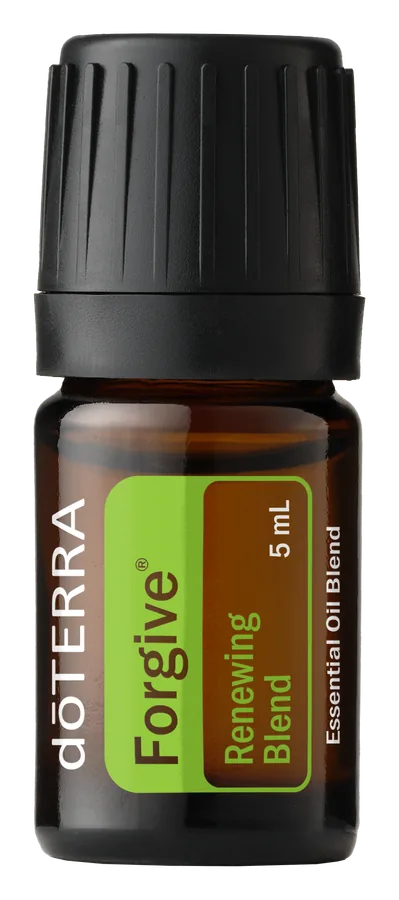 dōTERRA
Forgive®
Renewing
Blend
5 mL
Essential Oil Blend